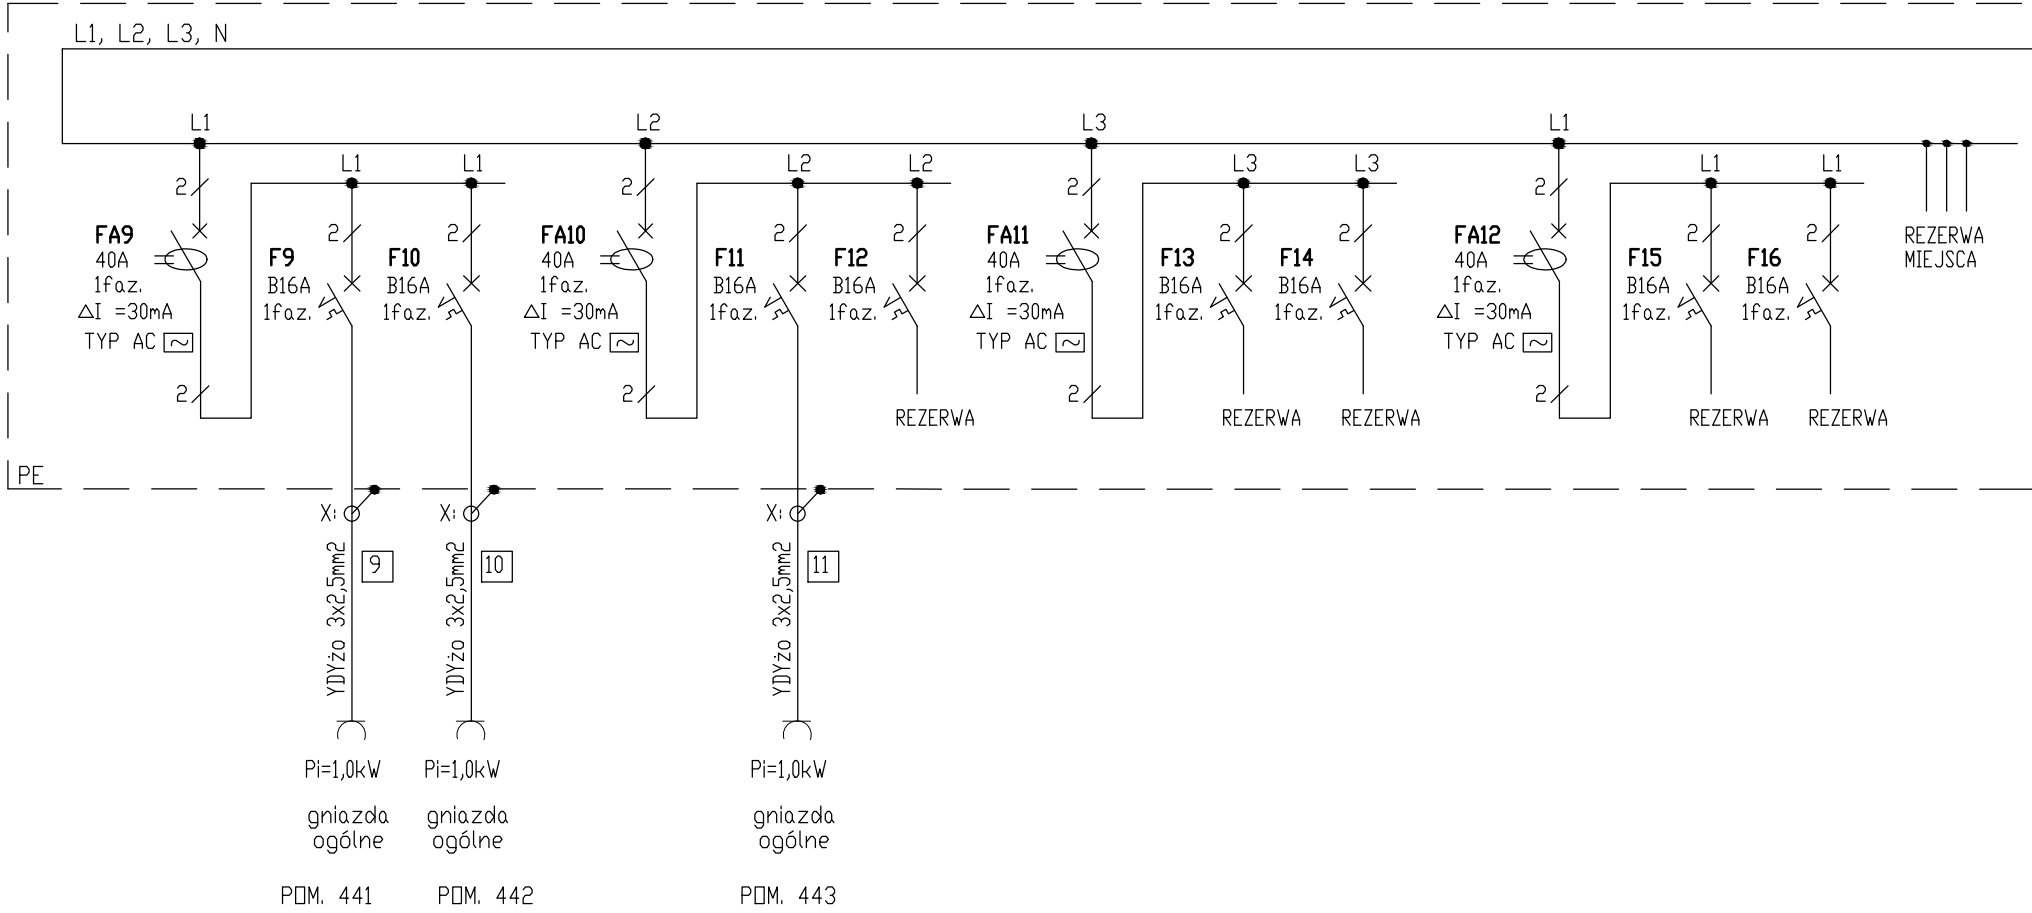 L1, L2, L3, N
L1
L2
L3
L1
L1
L1
L2
L2
L3
L3
L1
L1
2
2
2
2
2
2
2
2
2
2
2
2
FA9
40A
1faz.
ΔI =30mA
TYP AC ~
F9
B16A
1faz.
F10
B16A
1faz.
FA10
40A
1faz.
ΔI =30mA
TYP AC ~
F11
B16A
1faz.
F12
B16A
1faz.
FA11
40A
1faz.
ΔI =30mA
TYP AC ~
F13
B16A
1faz.
F14
B16A
1faz.
FA12
40A
1faz.
ΔI =30mA
TYP AC ~
F15
B16A
1faz.
F16
B16A
1faz.
REZERWA
MIEJSCA
2
2
2
2
REZERWA
REZERWA
REZERWA
REZERWA
REZERWA
PE
X:
X:
X:
YDYżo 3x2,5mm2
9
YDYżo 3x2,5mm2
10
YDYżo 3x2,5mm2
11
Pi=1,0kW
Pi=1,0kW
Pi=1,0kW
gniazda
ogólne
gniazda
ogólne
gniazda
ogólne
POM. 441
POM. 442
POM. 443